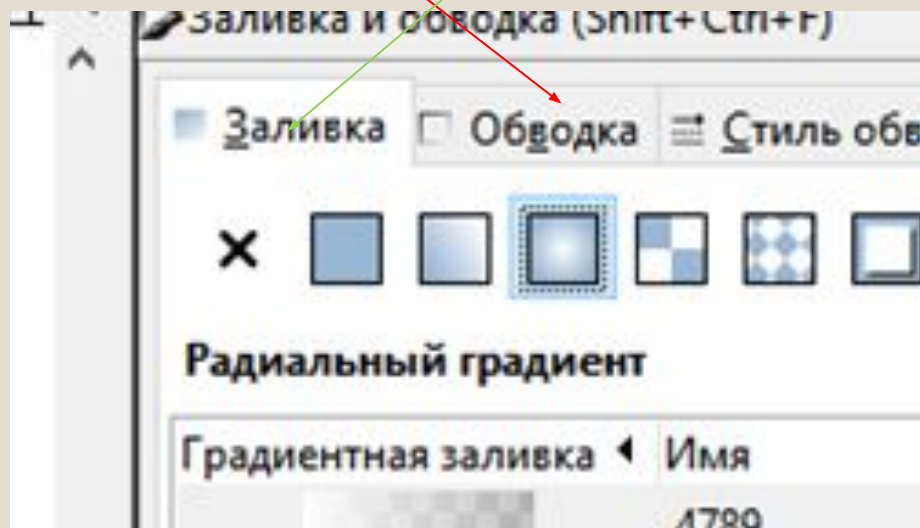 Заливка и обводка (Shift+Ctrl+F)
Заливка Обводка Стиль обв
Радиальный градиент
Градиентная заливка Имя
4789